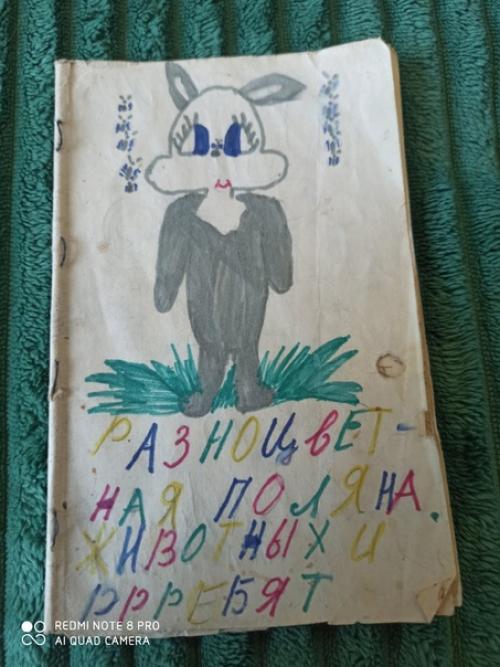 РАЗНОЦВЕТ-
НАЯ ПОЛЯНА.
ЖИВОТНЫХ И
РРРЕБЯТ
REDMI NOTE 8 PRO
AI QUAD CAMERA